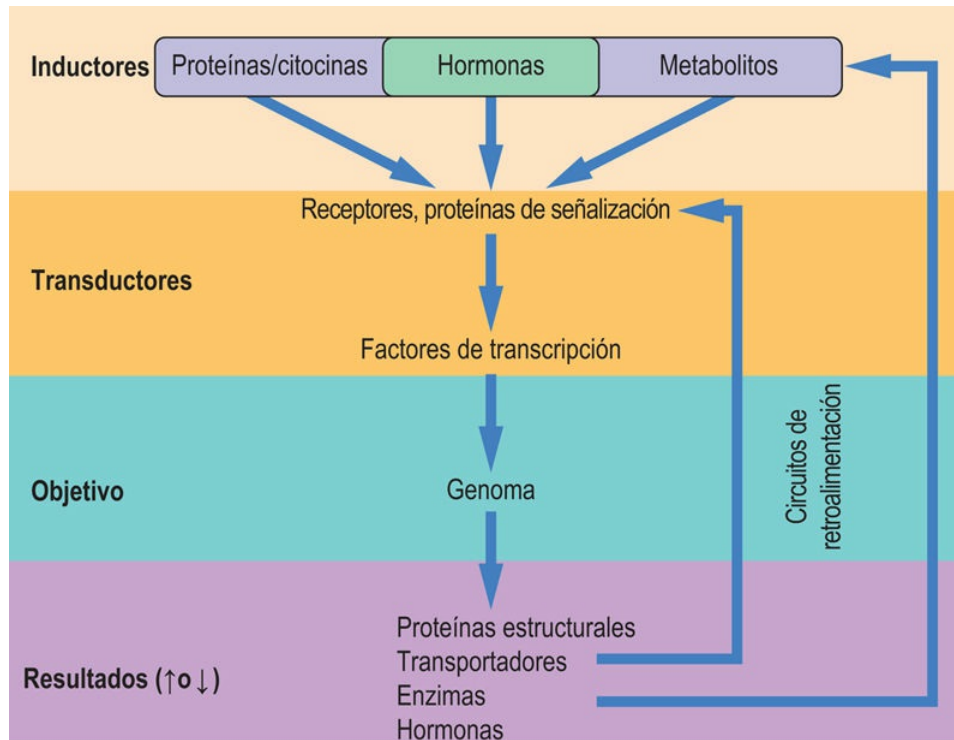 Inductores
Proteínas/citocinas
Hormonas
Metabolitos
Receptores, proteínas de señalización
Transductores
Factores de transcripción
Objetivo
Genoma
Circuitos de
retroalimentación
Resultados (↑o↓)
Proteínas estructurales
Transportadores
Enzimas
Hormonas